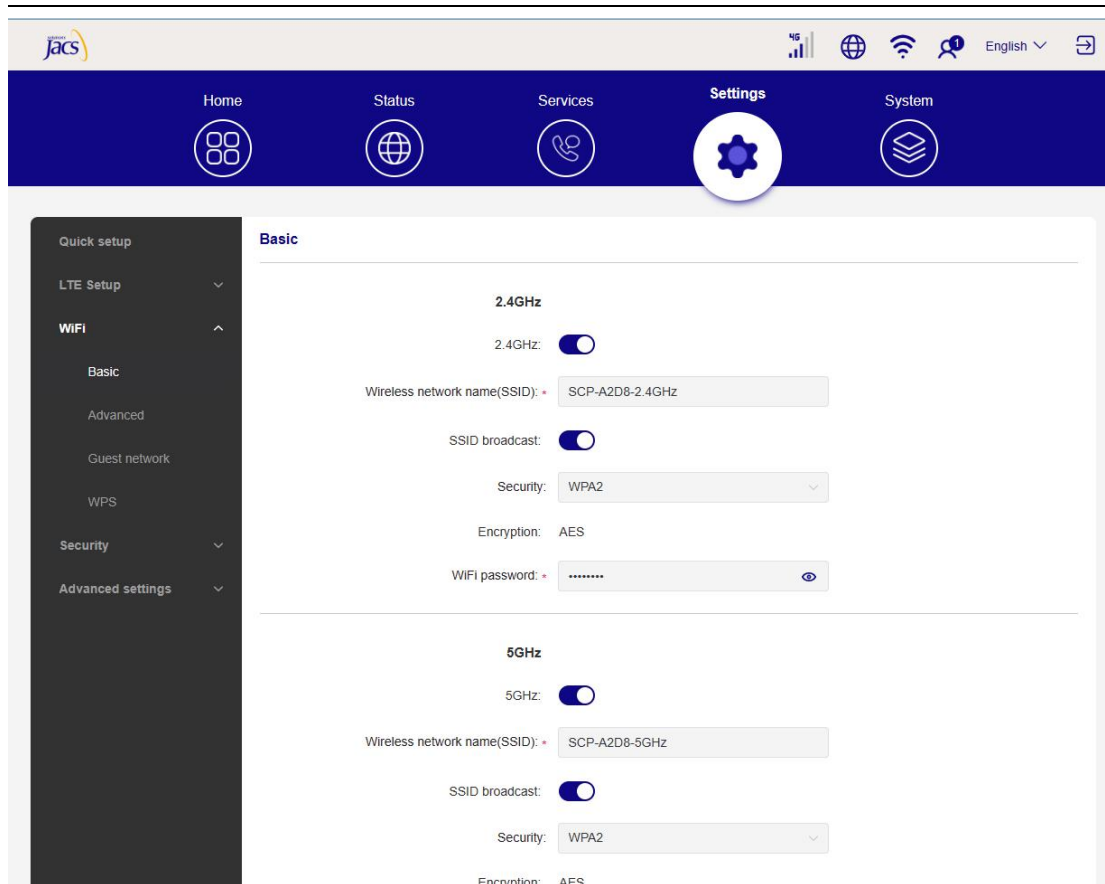 Jacs
4G
1
English
Home
Status
Services
Settings
System
Quick setup
LTE Setup
WiFi
Basic
Advanced
Guest network
WPS
Security
Advanced settings
Basic
2.4GHz
2.4GHz:
Wireless network name(SSID): * SCP-A2D8-2.4GHz
SSID broadcast:
Security: WPA2
Encryption: AES
WiFi password: * ••••••••
5GHz
5GHz:
Wireless network name(SSID): * SCP-A2D8-5GHz
SSID broadcast:
Security: WPA2
Encryption: AES